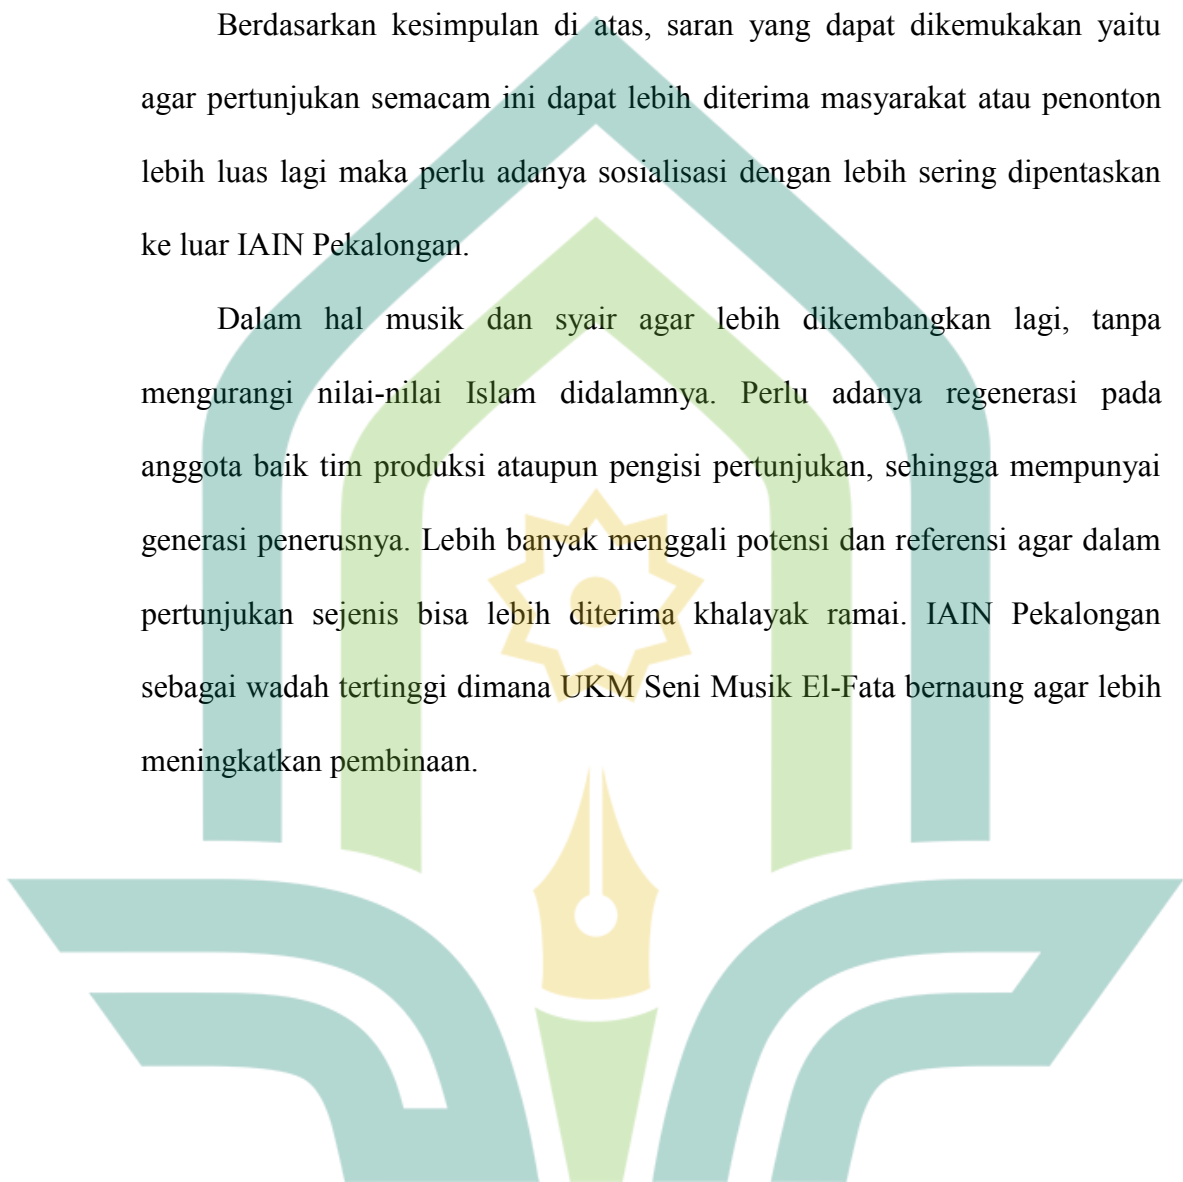 Berdasarkan kesimpulan di atas, saran yang dapat dikemukakan yaitu
agar pertunjukan semacam ini dapat lebih diterima masyarakat atau penonton
lebih luas lagi maka perlu adanya sosialisasi dengan lebih sering dipentaskan
ke luar IAIN Pekalongan.
Dalam hal musik dan syair agar lebih dikembangkan lagi, tanpa
mengurangi nilai-nilai Islam didalamnya. Perlu adanya regenerasi pada
anggota baik tim produksi ataupun pengisi pertunjukan, sehingga mempunyai
generasi penerusnya. Lebih banyak menggali potensi dan referensi agar dalam
pertunjukan sejenis bisa lebih diterima khalayak ramai. IAIN Pekalongan
sebagai wadah tertinggi dimana UKM Seni Musik El-Fata bernaung agar lebih
meningkatkan pembinaan.